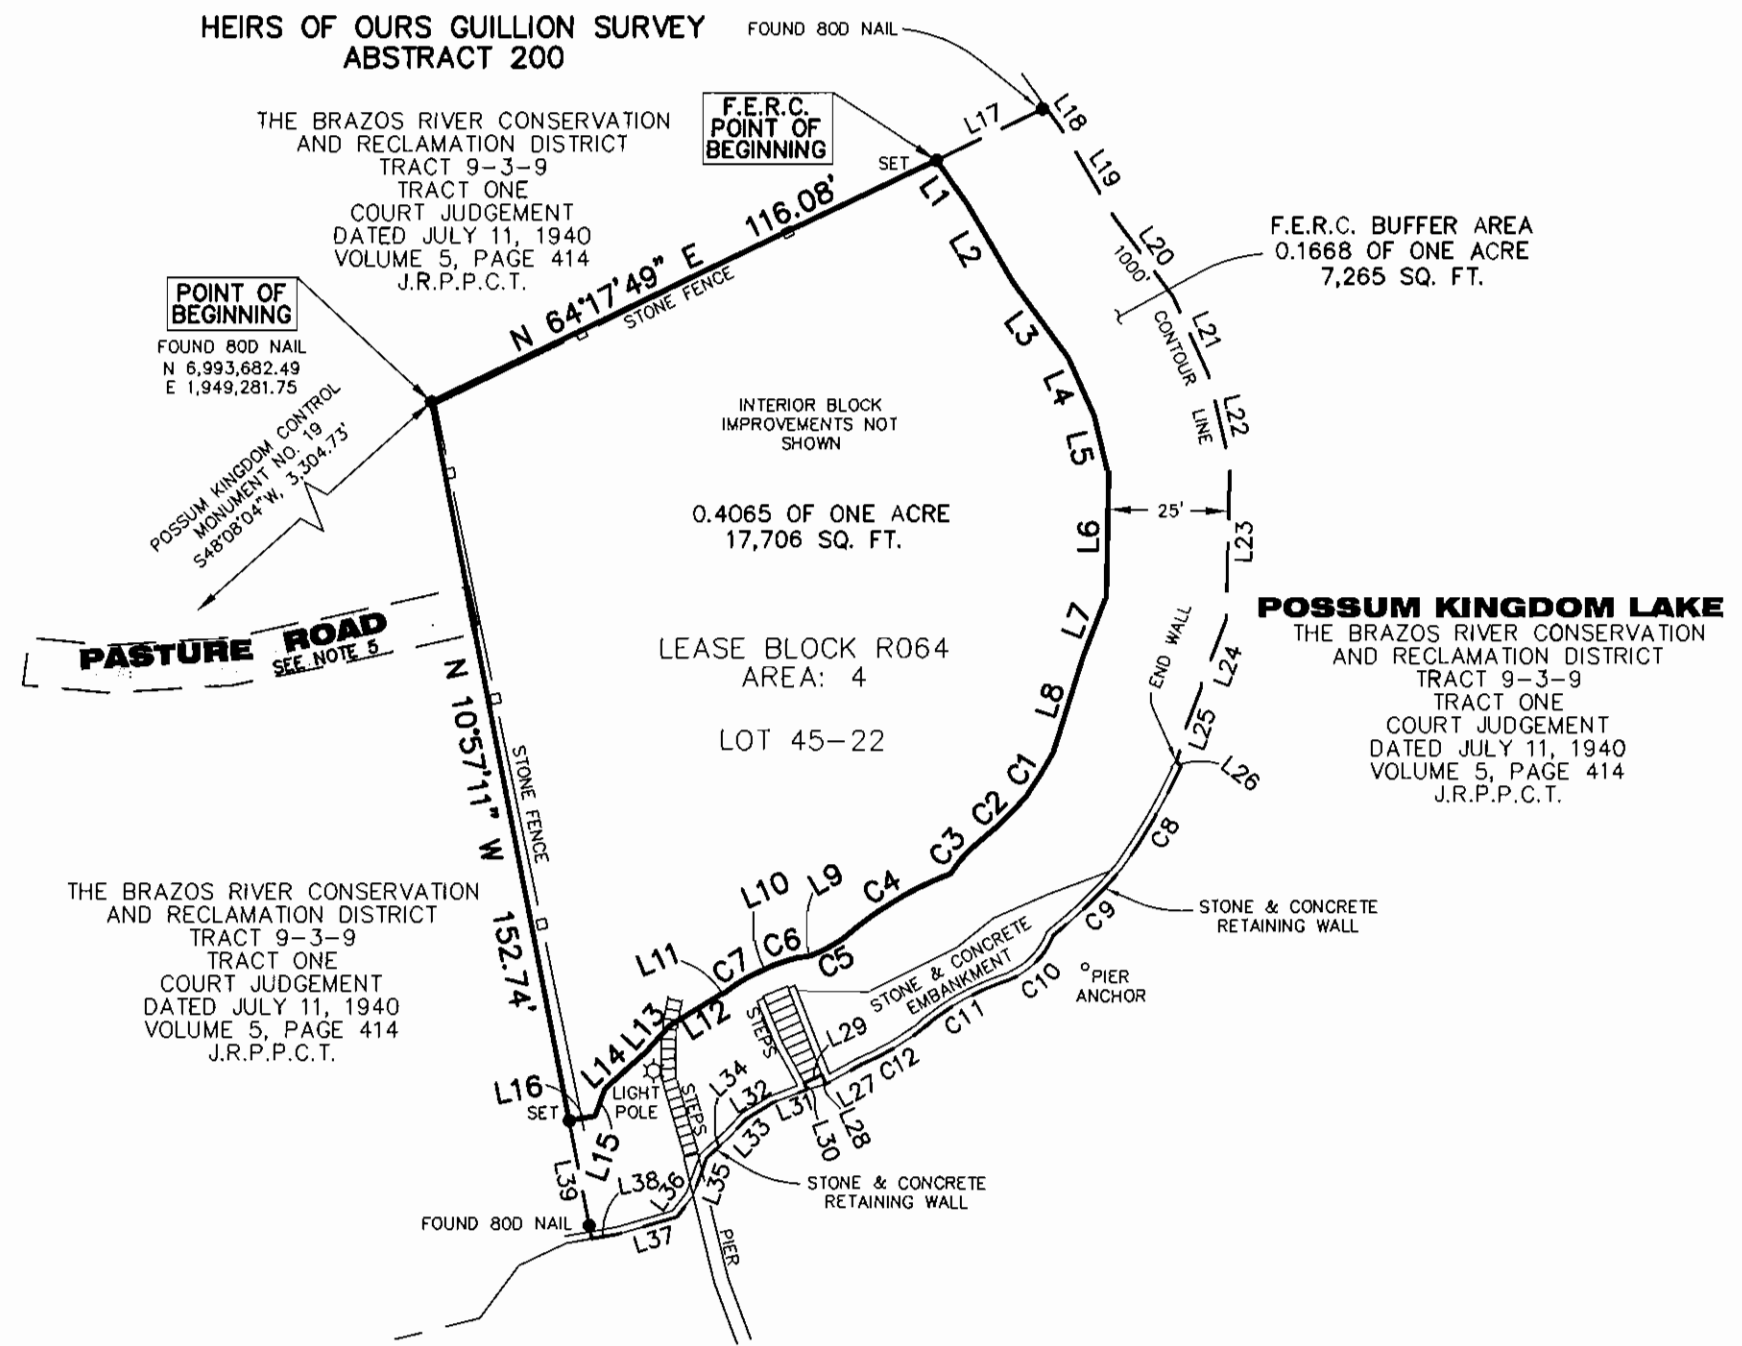 HEIRS OF OURS GUILLION SURVEY
ABSTRACT 200
FOUND 80D NAIL
THE BRAZOS RIVER CONSERVATION
AND RECLAMATION DISTRICT
TRACT 9-3-9
TRACT ONE
COURT JUDGEMENT
DATED JULY 11, 1940
VOLUME 5, PAGE 414
J.R.P.P.C.T.
F.E.R.C.
POINT OF
BEGINNING
SET
L17
L18
L19
L20
1000'
CONTOUR
LINE
L21
L22
L23
L24
L25
L26
F.E.R.C. BUFFER AREA
0.1668 OF ONE ACRE
7,265 SQ. FT.
POINT OF
BEGINNING
FOUND 80D NAIL
N 6,993,682.49
E 1,949,281.75
N 64°17'49" E 116.08'
STONE FENCE
L1
L2
L3
L4
L5
L6
L7
L8
25'
POSSUM KINGDOM CONTROL
MONUMENT NO. 19
S48°08'04"W, 3,304.73'
INTERIOR BLOCK
IMPROVEMENTS NOT
SHOWN
0.4065 OF ONE ACRE
17,706 SQ. FT.
LEASE BLOCK R064
AREA: 4
LOT 45-22
PASTURE ROAD
SEE NOTE 5
N 10°57'11" W 152.74'
STONE FENCE
END WALL
POSSUM KINGDOM LAKE
THE BRAZOS RIVER CONSERVATION
AND RECLAMATION DISTRICT
TRACT 9-3-9
TRACT ONE
COURT JUDGEMENT
DATED JULY 11, 1940
VOLUME 5, PAGE 414
J.R.P.P.C.T.
THE BRAZOS RIVER CONSERVATION
AND RECLAMATION DISTRICT
TRACT 9-3-9
TRACT ONE
COURT JUDGEMENT
DATED JULY 11, 1940
VOLUME 5, PAGE 414
J.R.P.P.C.T.
C1
C2
C3
C4
L9
C5
C6
L10
C7
L11
L12
L13
L14
L15
L16
SET
C8
C9
C10
C11
C12
STONE & CONCRETE
RETAINING WALL
STONE & CONCRETE
EMBANKMENT
PIER
ANCHOR
STEPS
L29
L27
L28
L30
L31
L32
L33
L34
L35
L36
L37
L38
L39
LIGHT
POLE
STEPS
STONE & CONCRETE
RETAINING WALL
FOUND 80D NAIL
PIER